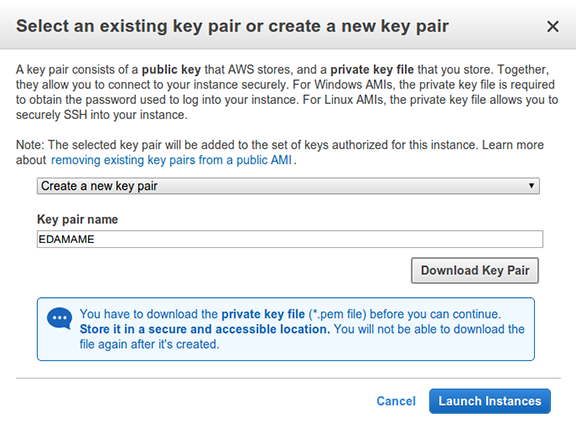 Select an existing key pair or create a new key pair
A key pair consists of a public key that AWS stores, and a private key file that you store. Together,
they allow you to connect to your instance securely. For Windows AMIs, the private key file is required
to obtain the password used to log into your instance. For Linux AMIs, the private key file allows you to
securely SSH into your instance.
Note: The selected key pair will be added to the set of keys authorized for this instance. Learn more
about removing existing key pairs from a public AMI .
Create a new key pair
Key pair name
EDAMAME
Download Key Pair
You have to download the private key file (*.pem file) before you can continue.
Store it in a secure and accessible location. You will not be able to download the
file again after it's created.
Cancel Launch Instances